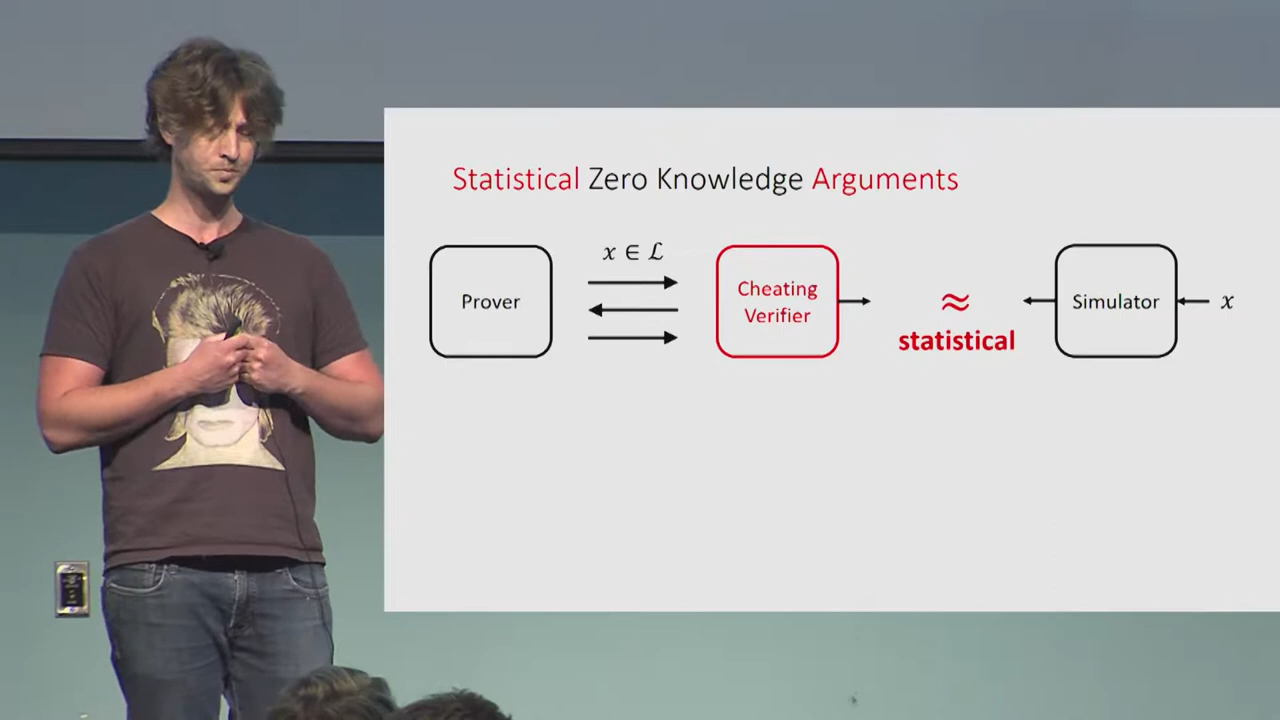 Statistical Zero Knowledge Arguments
x ∈ ℒ
Prover
Cheating
Verifier
≈
statistical
Simulator
x